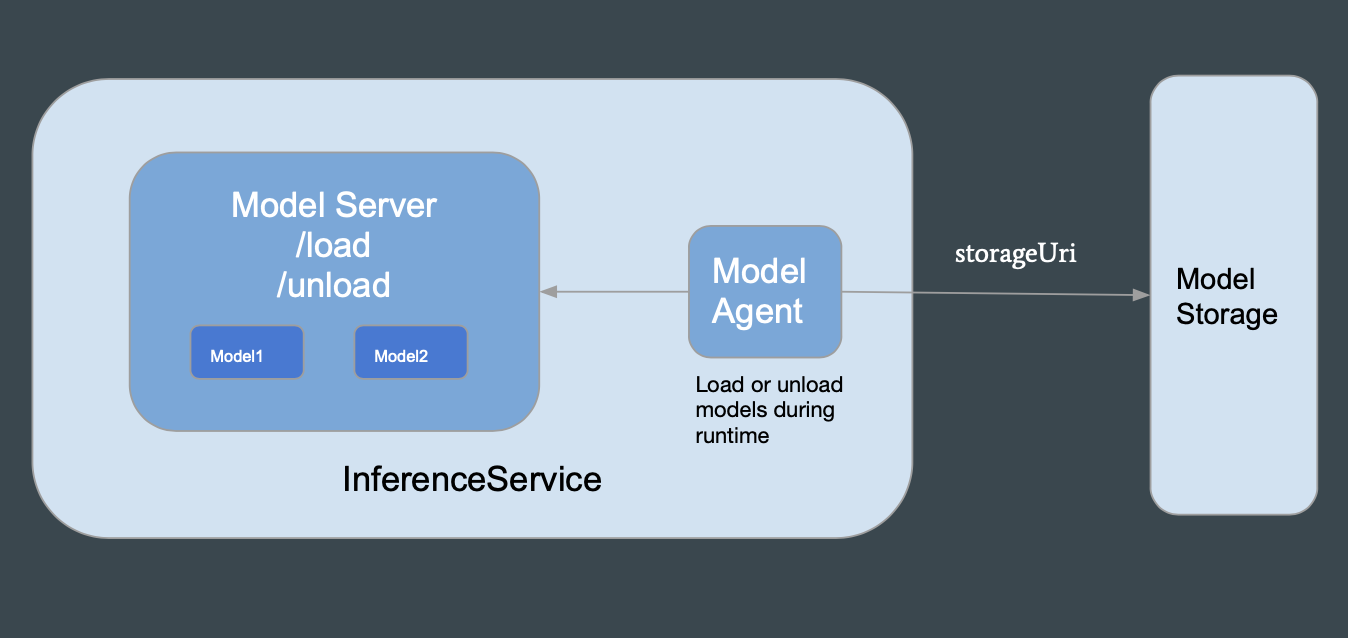 Model Server
/load
/unload
Model1
Model2
Model
Agent
Load or unload
models during
runtime
InferenceService
storageUri
Model
Storage